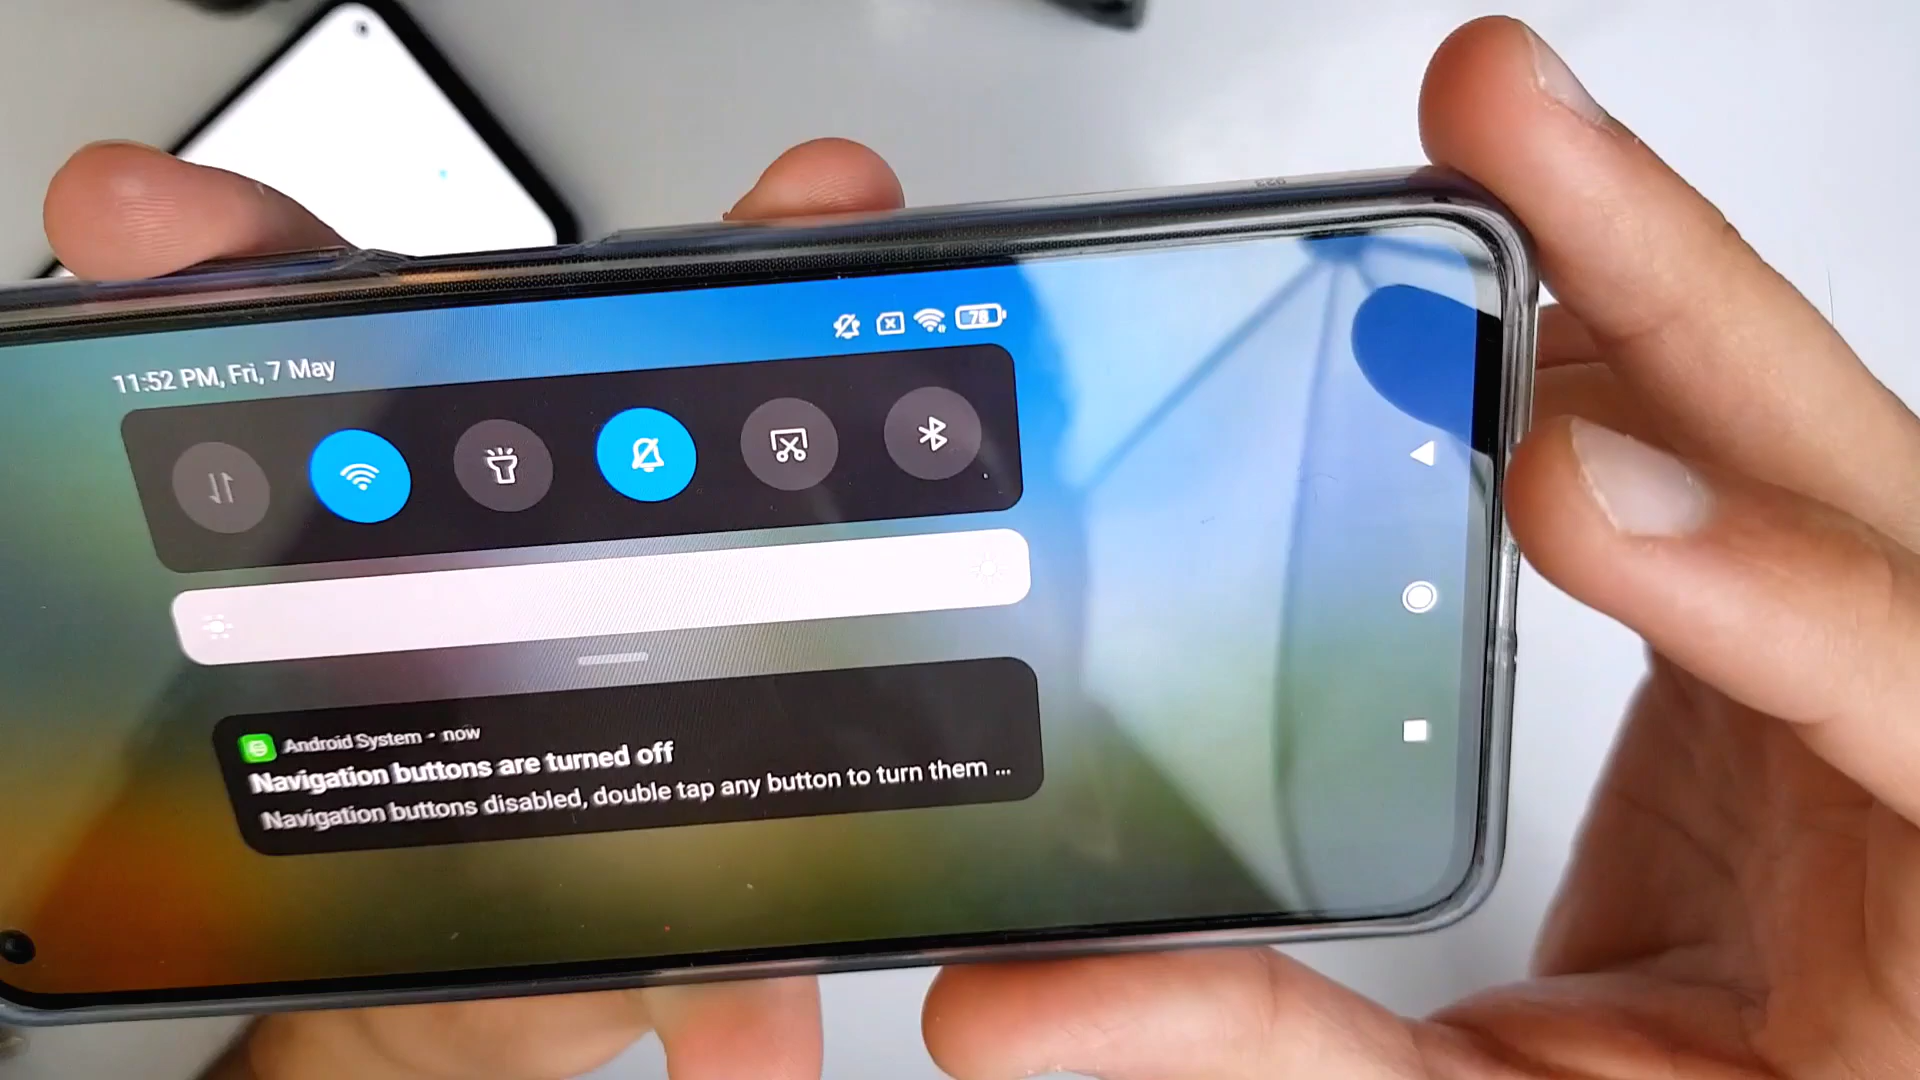 11:52 PM, Fri, 7 May
78
Android System • now
Navigation buttons are turned off
Navigation buttons disabled, double tap any button to turn them ...